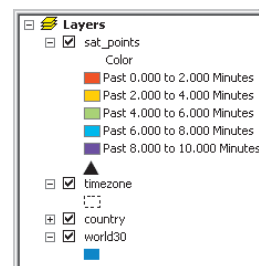 Layers
sat_points
Color
Past 0.000 to 2.000 Minutes
Past 2.000 to 4.000 Minutes
Past 4.000 to 6.000 Minutes
Past 6.000 to 8.000 Minutes
Past 8.000 to 10.000 Minutes
timezone
country
world30